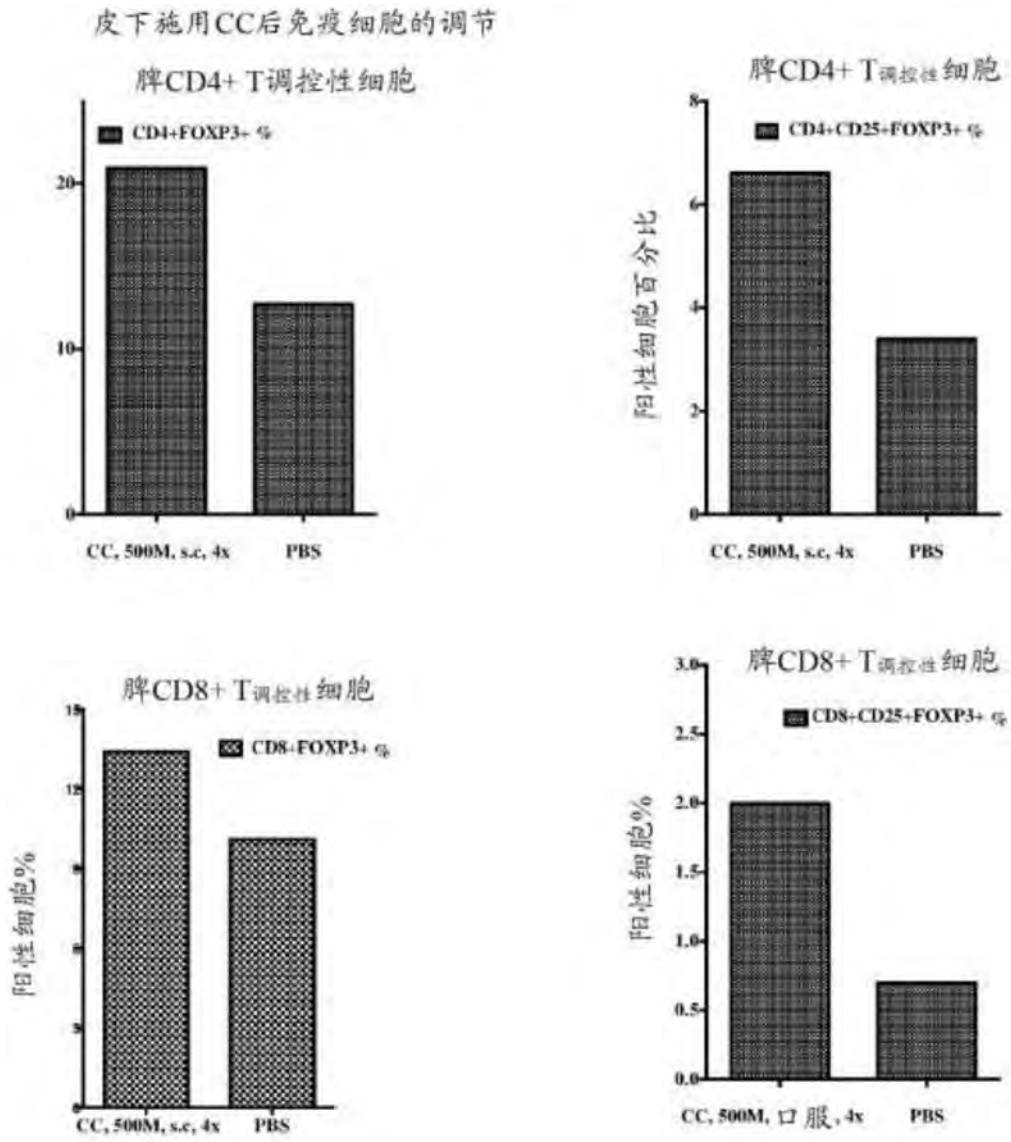 皮下施用CC后免疫细胞的调节
脾CD4+ T调控性细胞
CD4+FOXP3+ %
20
10
0
CC, 500M, s.c, 4x
PBS
脾CD4+ T调控性细胞
CD4+CD25+FOXP3+ %
阳性细胞百分比
8
6
4
2
0
CC, 500M, s.c, 4x
PBS
脾CD8+ T调控性细胞
CD8+FOXP3+ %
阳性细胞%
15
12
CC, 500M, s.c, 4x
PBS
脾CD8+ T调控性细胞
CD8+CD25+FOXP3+ %
阳性细胞%
3.0
2.5
2.0
1.5
1.0
0.5
0.0
CC, 500M, 口服, 4x
PBS